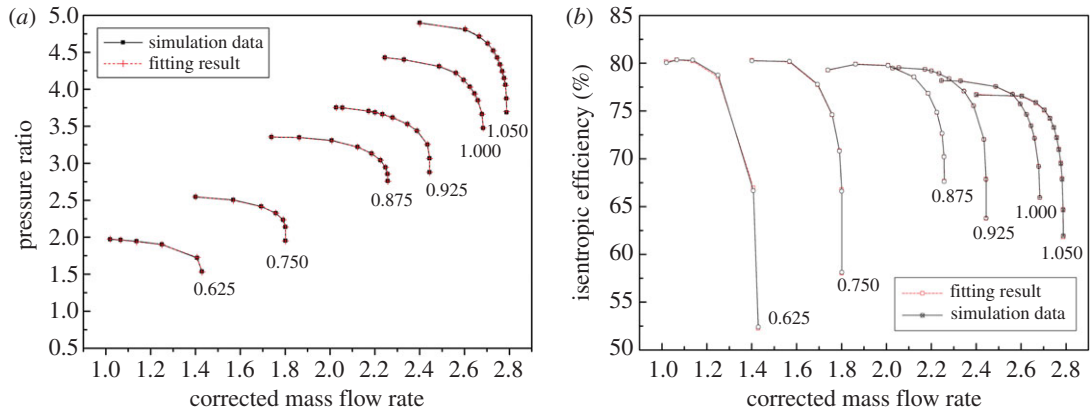 (a)
5.0
4.5
4.0
3.5
3.0
2.5
2.0
1.5
1.0
0.5
pressure ratio
simulation data
fitting result
1.050
1.000
0.925
0.875
0.750
0.625
1.0 1.2 1.4 1.6 1.8 2.0 2.2 2.4 2.6 2.8
corrected mass flow rate
(b)
85
80
75
70
65
60
55
50
isentropic efficiency (%)
0.875
0.925
1.000
1.050
0.750
0.625
fitting result
simulation data
1.0 1.2 1.4 1.6 1.8 2.0 2.2 2.4 2.6 2.8
corrected mass flow rate